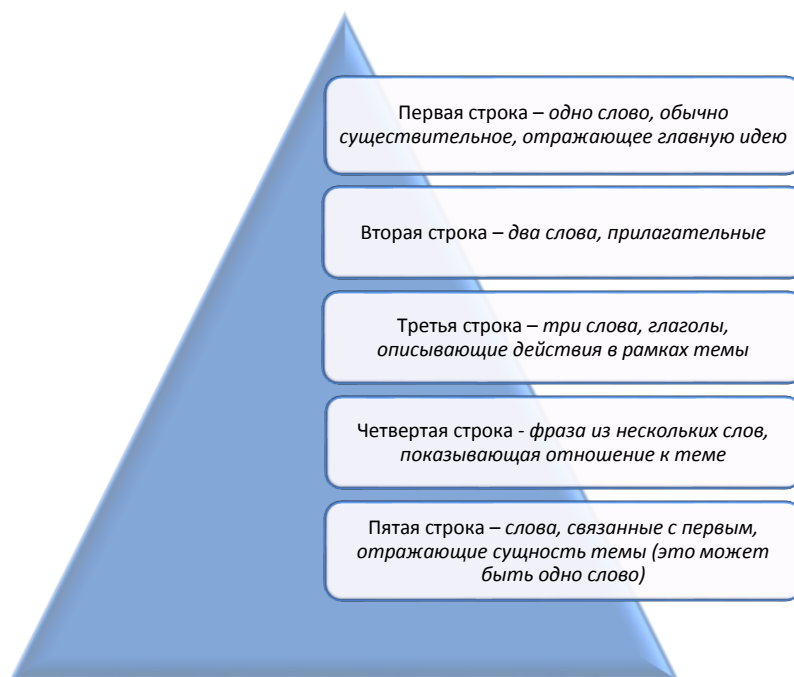 Первая строка – одно слово, обычно
существительное, отражающее главную идею
Вторая строка – два слова, прилагательные
Третья строка – три слова, глаголы,
описывающие действия в рамках темы
Четвертая строка - фраза из нескольких слов,
показывающая отношение к теме
Пятая строка – слова, связанные с первым,
отражающие сущность темы (это может
быть одно слово)